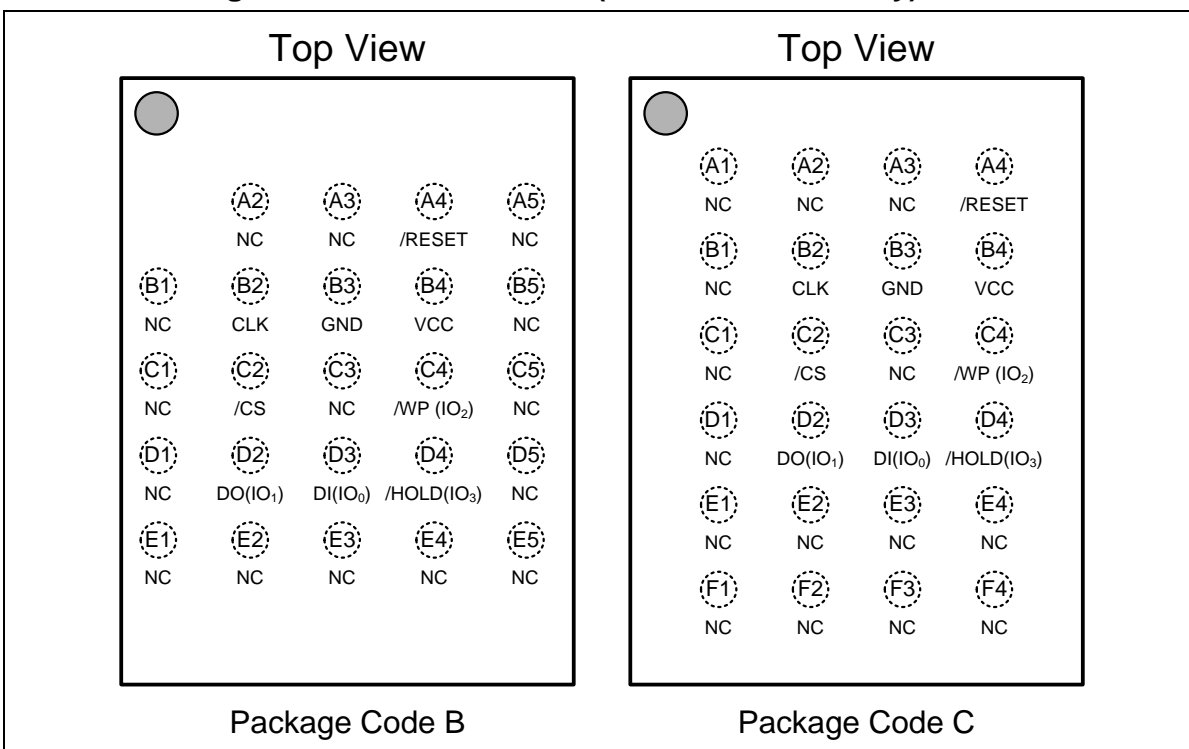 Top View
A2 A3 A4 A5
NC NC /RESET NC
B1 B2 B3 B4 B5
NC CLK GND VCC NC
C1 C2 C3 C4 C5
NC /CS NC /WP (IO₂) NC
D1 D2 D3 D4 D5
NC DO(IO₁) DI(IO₀) /HOLD(IO₃) NC
E1 E2 E3 E4 E5
NC NC NC NC NC
Package Code B
Top View
A1 A2 A3 A4
NC NC NC /RESET
B1 B2 B3 B4
NC CLK GND VCC
C1 C2 C3 C4
NC /CS NC /WP (IO₂)
D1 D2 D3 D4
NC DO(IO₁) DI(IO₀) /HOLD(IO₃)
E1 E2 E3 E4
NC NC NC NC
F1 F2 F3 F4
NC NC NC NC
Package Code C